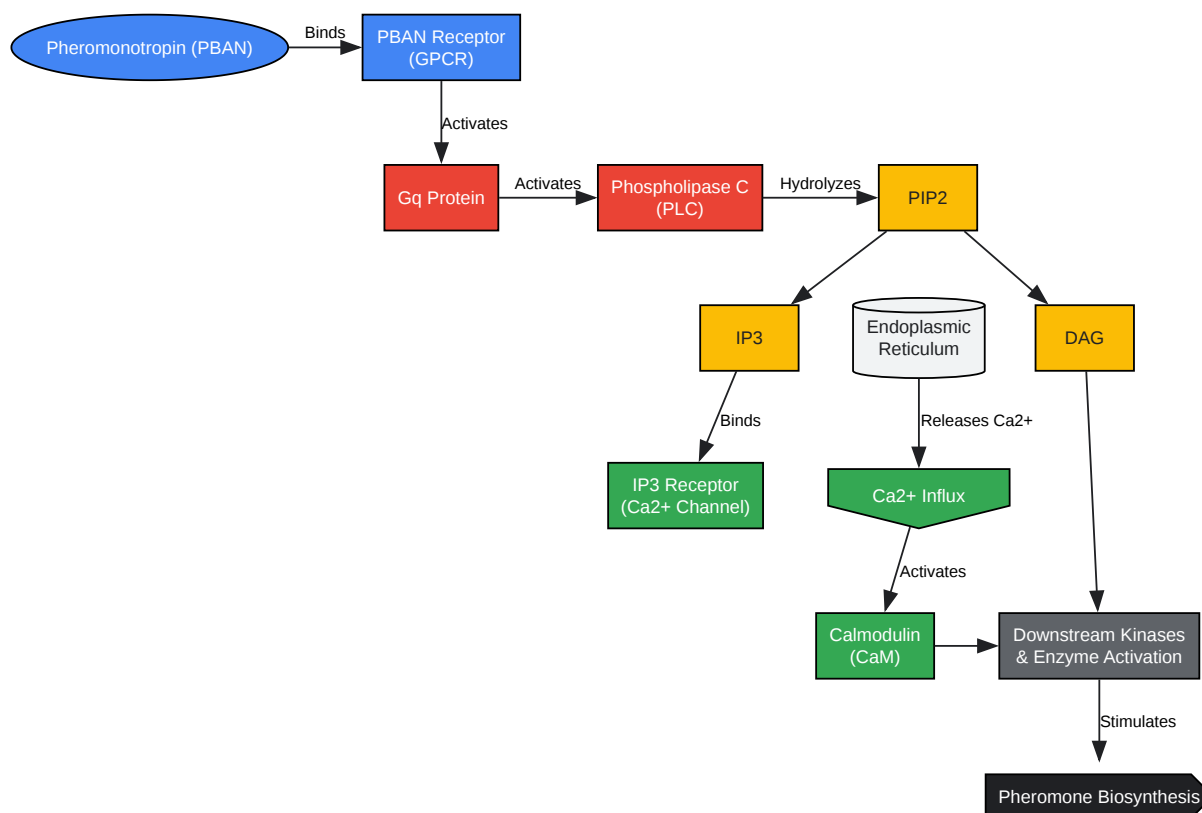 Pheromonotropin (PBAN)
Binds
PBAN Receptor
(GPCR)
Activates
Gq Protein
Activates
Phospholipase C
(PLC)
Hydrolyzes
PIP2
IP3
Endoplasmic
Reticulum
DAG
Binds
Releases Ca2+
IP3 Receptor
(Ca2+ Channel)
Ca2+ Influx
Activates
Calmodulin
(CaM)
Downstream Kinases
& Enzyme Activation
Stimulates
Pheromone Biosynthesis